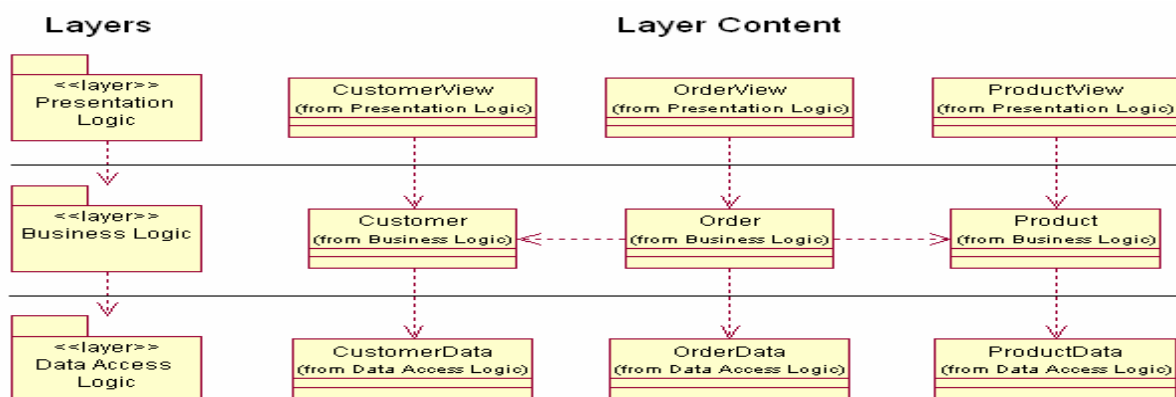 Layers
Layer Content
<<layer>>
Presentation
Logic
CustomerView
(from Presentation Logic)
OrderView
(from Presentation Logic)
ProductView
(from Presentation Logic)
<<layer>>
Business Logic
Customer
(from Business Logic)
Order
(from Business Logic)
Product
(from Business Logic)
<<layer>>
Data Access
Logic
CustomerData
(from Data Access Logic)
OrderData
(from Data Access Logic)
ProductData
(from Data Access Logic)